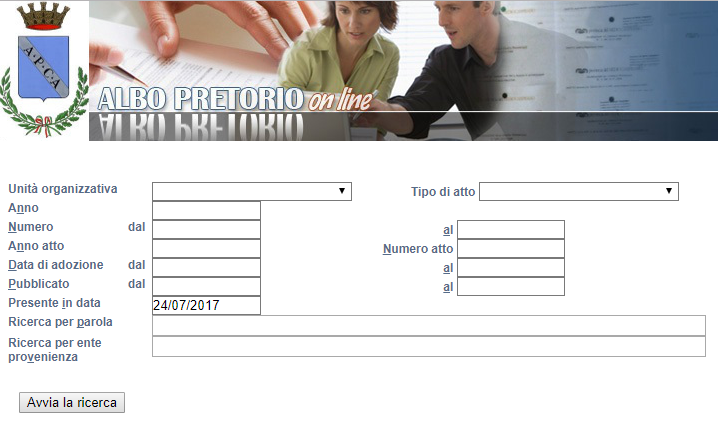 A·P·C·A
ALBO PRETORIO on line
Unità organizzativa Tipo di atto
Anno
Numero dal al
Anno atto Numero atto
Data di adozione dal al
Pubblicato dal al
Presente in data 24/07/2017
Ricerca per parola
Ricerca per ente
provenienza
Avvia la ricerca